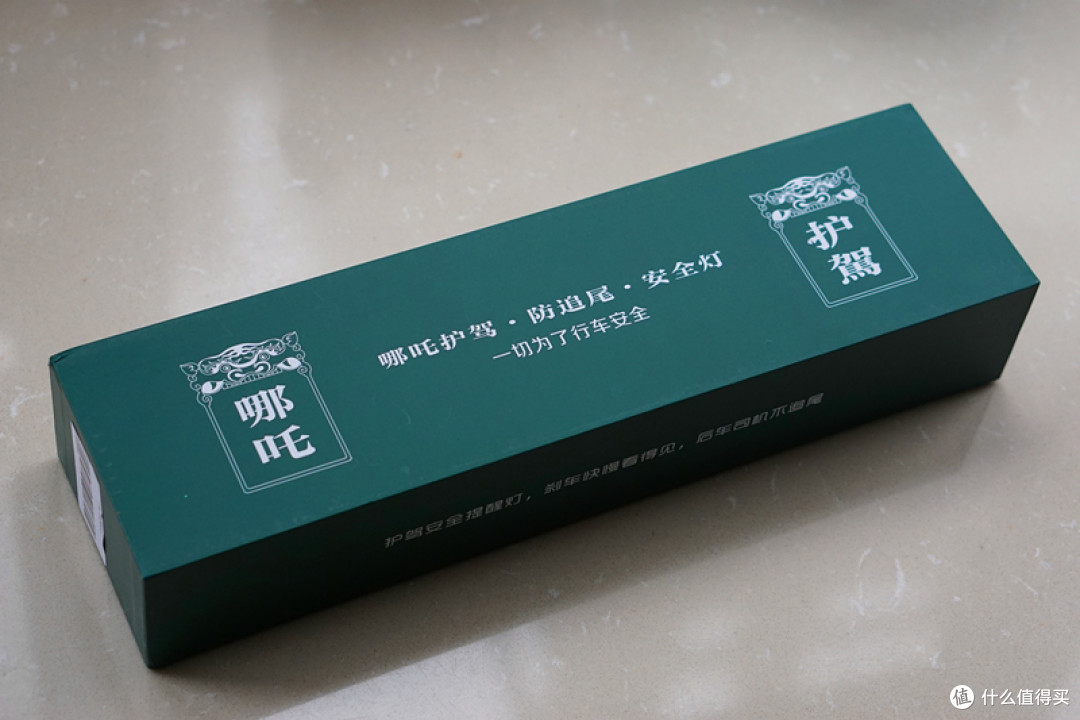 哪吒
哪吒护驾·防追尾·安全灯
一切为了行车安全
护駕
护驾安全提醒灯，刹车快慢看得见，后车司机不追尾
值 什么值得买